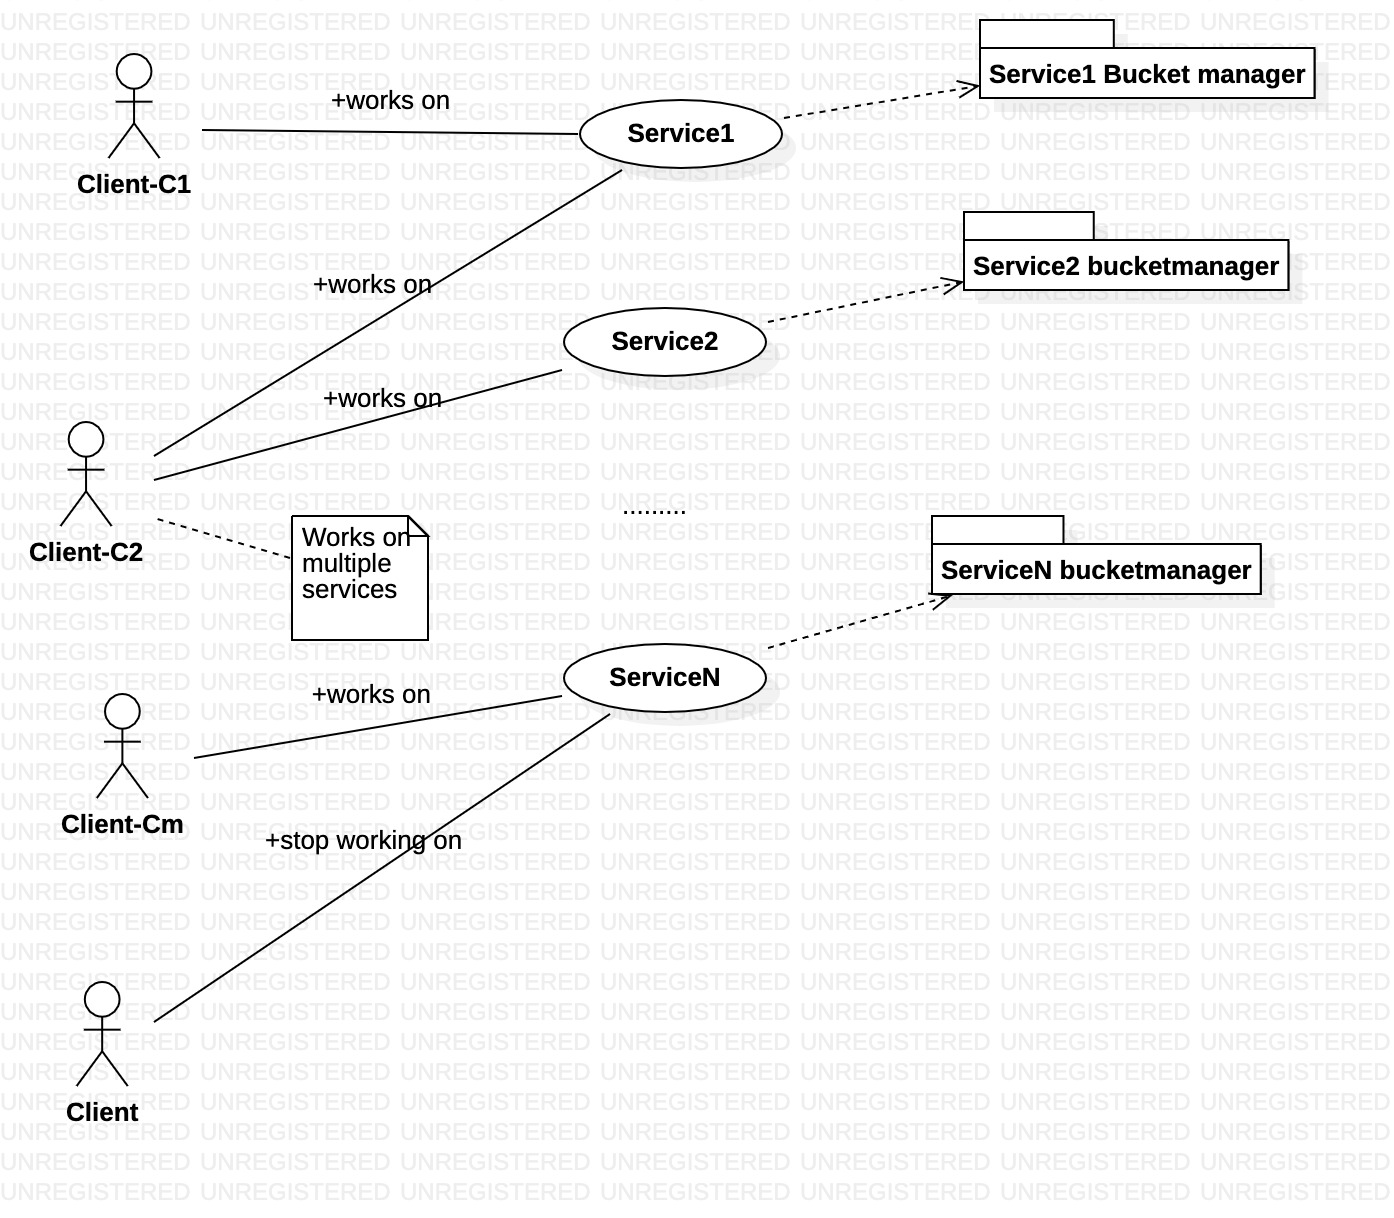 Service1 Bucket manager
+works on
Service1
Client-C1
Service2 bucketmanager
+works on
Service2
+works on
.........
Client-C2
Works on
multiple
services
ServiceN bucketmanager
ServiceN
+works on
Client-Cm
+stop working on
Client
UNREGISTERED